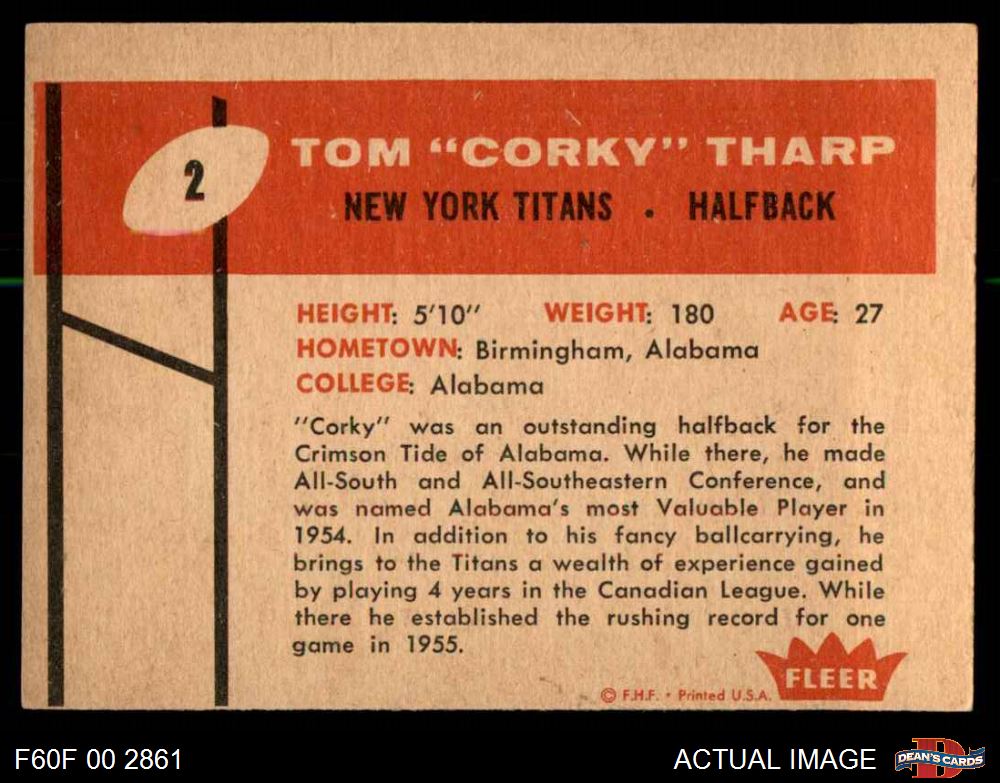 2
TOM “CORKY” THARP
NEW YORK TITANS . HALFBACK
HEIGHT: 5'10" WEIGHT: 180 AGE: 27
HOMETOWN: Birmingham, Alabama
COLLEGE: Alabama
"Corky" was an outstanding halfback for the
Crimson Tide of Alabama. While there, he made
All-South and All-Southeastern Conference, and
was named Alabama's most Valuable Player in
1954. In addition to his fancy ballcarrying, he
brings to the Titans a wealth of experience gained
by playing 4 years in the Canadian League. While
there he established the rushing record for one
game in 1955.
FLEER
© F.H.F. • Printed U.S.A.
F60F 00 2861 ACTUAL IMAGE
D
DEAN'S CARDS